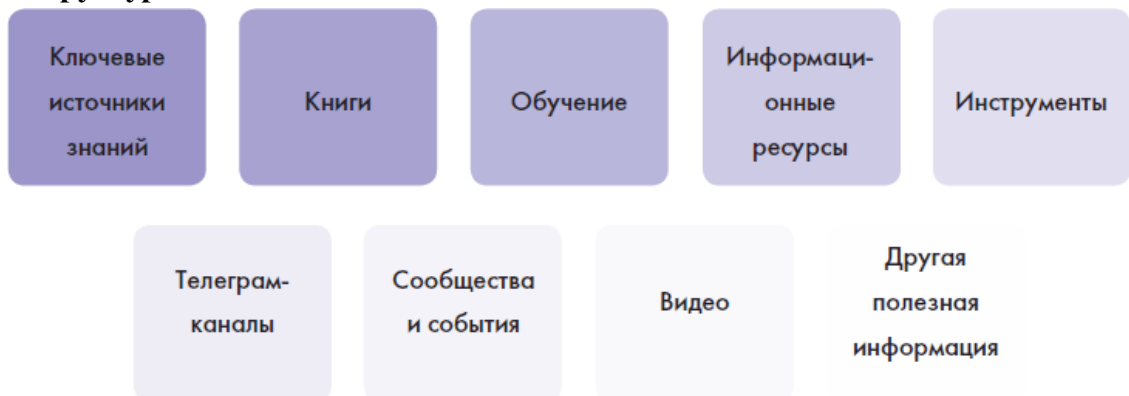 Ключевые
источники
знаний
Книги
Обучение
Информаци-
онные
ресурсы
Инструменты
Телеграм-
каналы
Сообщества
и события
Видео
Другая
полезная
информация